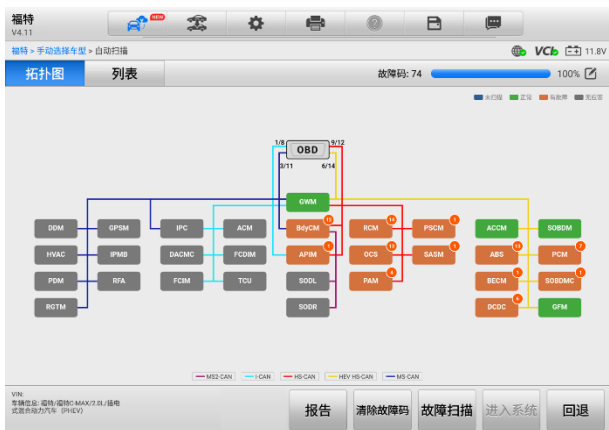 福特
V4.11
NEW
福特 > 手动选择车型 > 自动扫描
VCI 11.8V
拓扑图 列表 故障码: 74 100%
未扫描 正常 有故障 无应答
1/8 OBD 9/12
3/11 6/14
GWM
DDM GPSM IPC ACM BdyCM RCM PSCM 1 ACCM SOBDM
HVAC IPMB DACMC FCDIM APIM OCS SASM 1 ABS PCM
PDM RFA FCIM TCU SODL PAM BECM 1 SOBDMC 1
RGTM SODR DCDC GFM
MS2-CAN I-CAN HS-CAN HEV HS-CAN MS-CAN
VIN:
车辆信息: 福特/福特C-MAX/2.0L/插电
式混合动力汽车 (PHEV)
报告 清除故障码 故障扫描 进入系统 回退